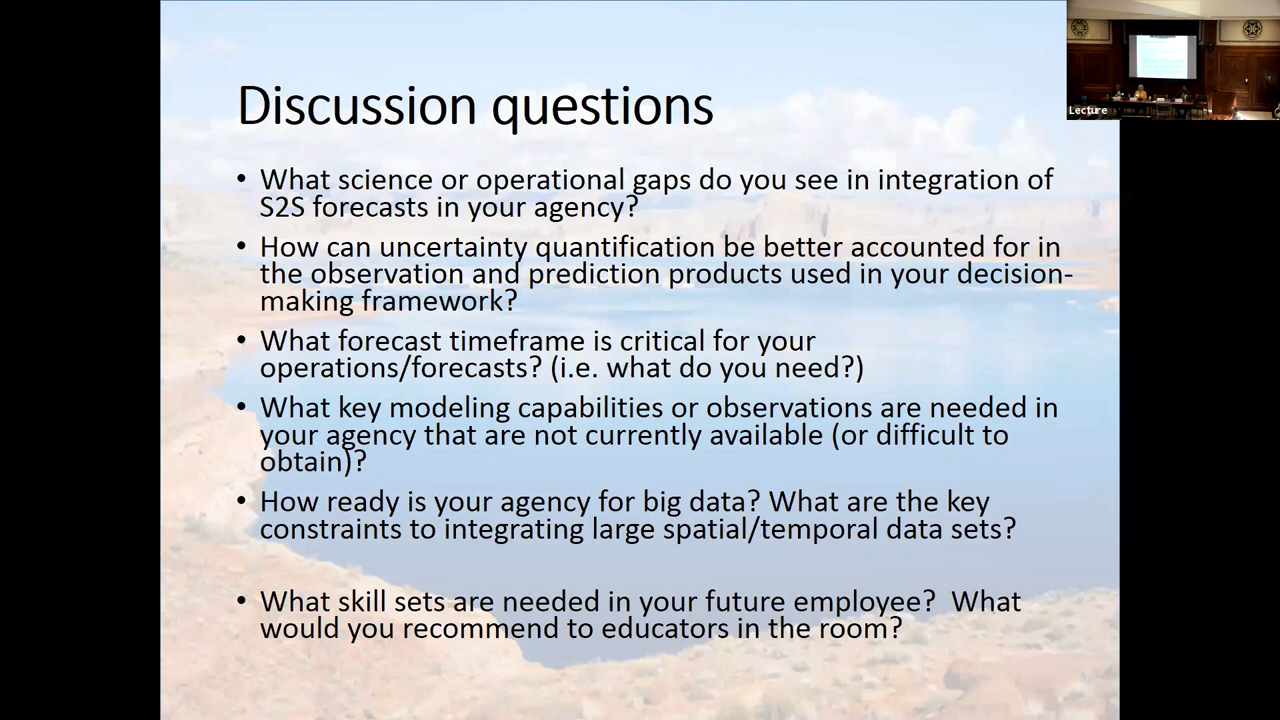 Discussion questions
• What science or operational gaps do you see in integration of
S2S forecasts in your agency?
• How can uncertainty quantification be better accounted for in
the observation and prediction products used in your decision-
making framework?
• What forecast timeframe is critical for your
operations/forecasts? (i.e. what do you need?)
• What key modeling capabilities or observations are needed in
your agency that are not currently available (or difficult to
obtain)?
• How ready is your agency for big data? What are the key
constraints to integrating large spatial/temporal data sets?
• What skill sets are needed in your future employee?  What
would you recommend to educators in the room?
Lecture